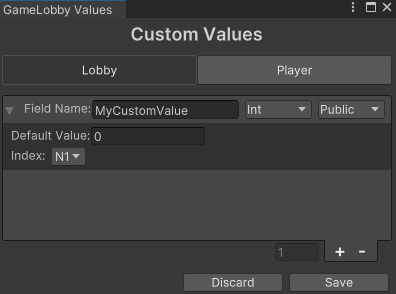 GameLobby Values
Custom Values
Lobby Player
Field Name: MyCustomValue Int Public
Default Value: 0
Index: N1
1 + -
Discard Save